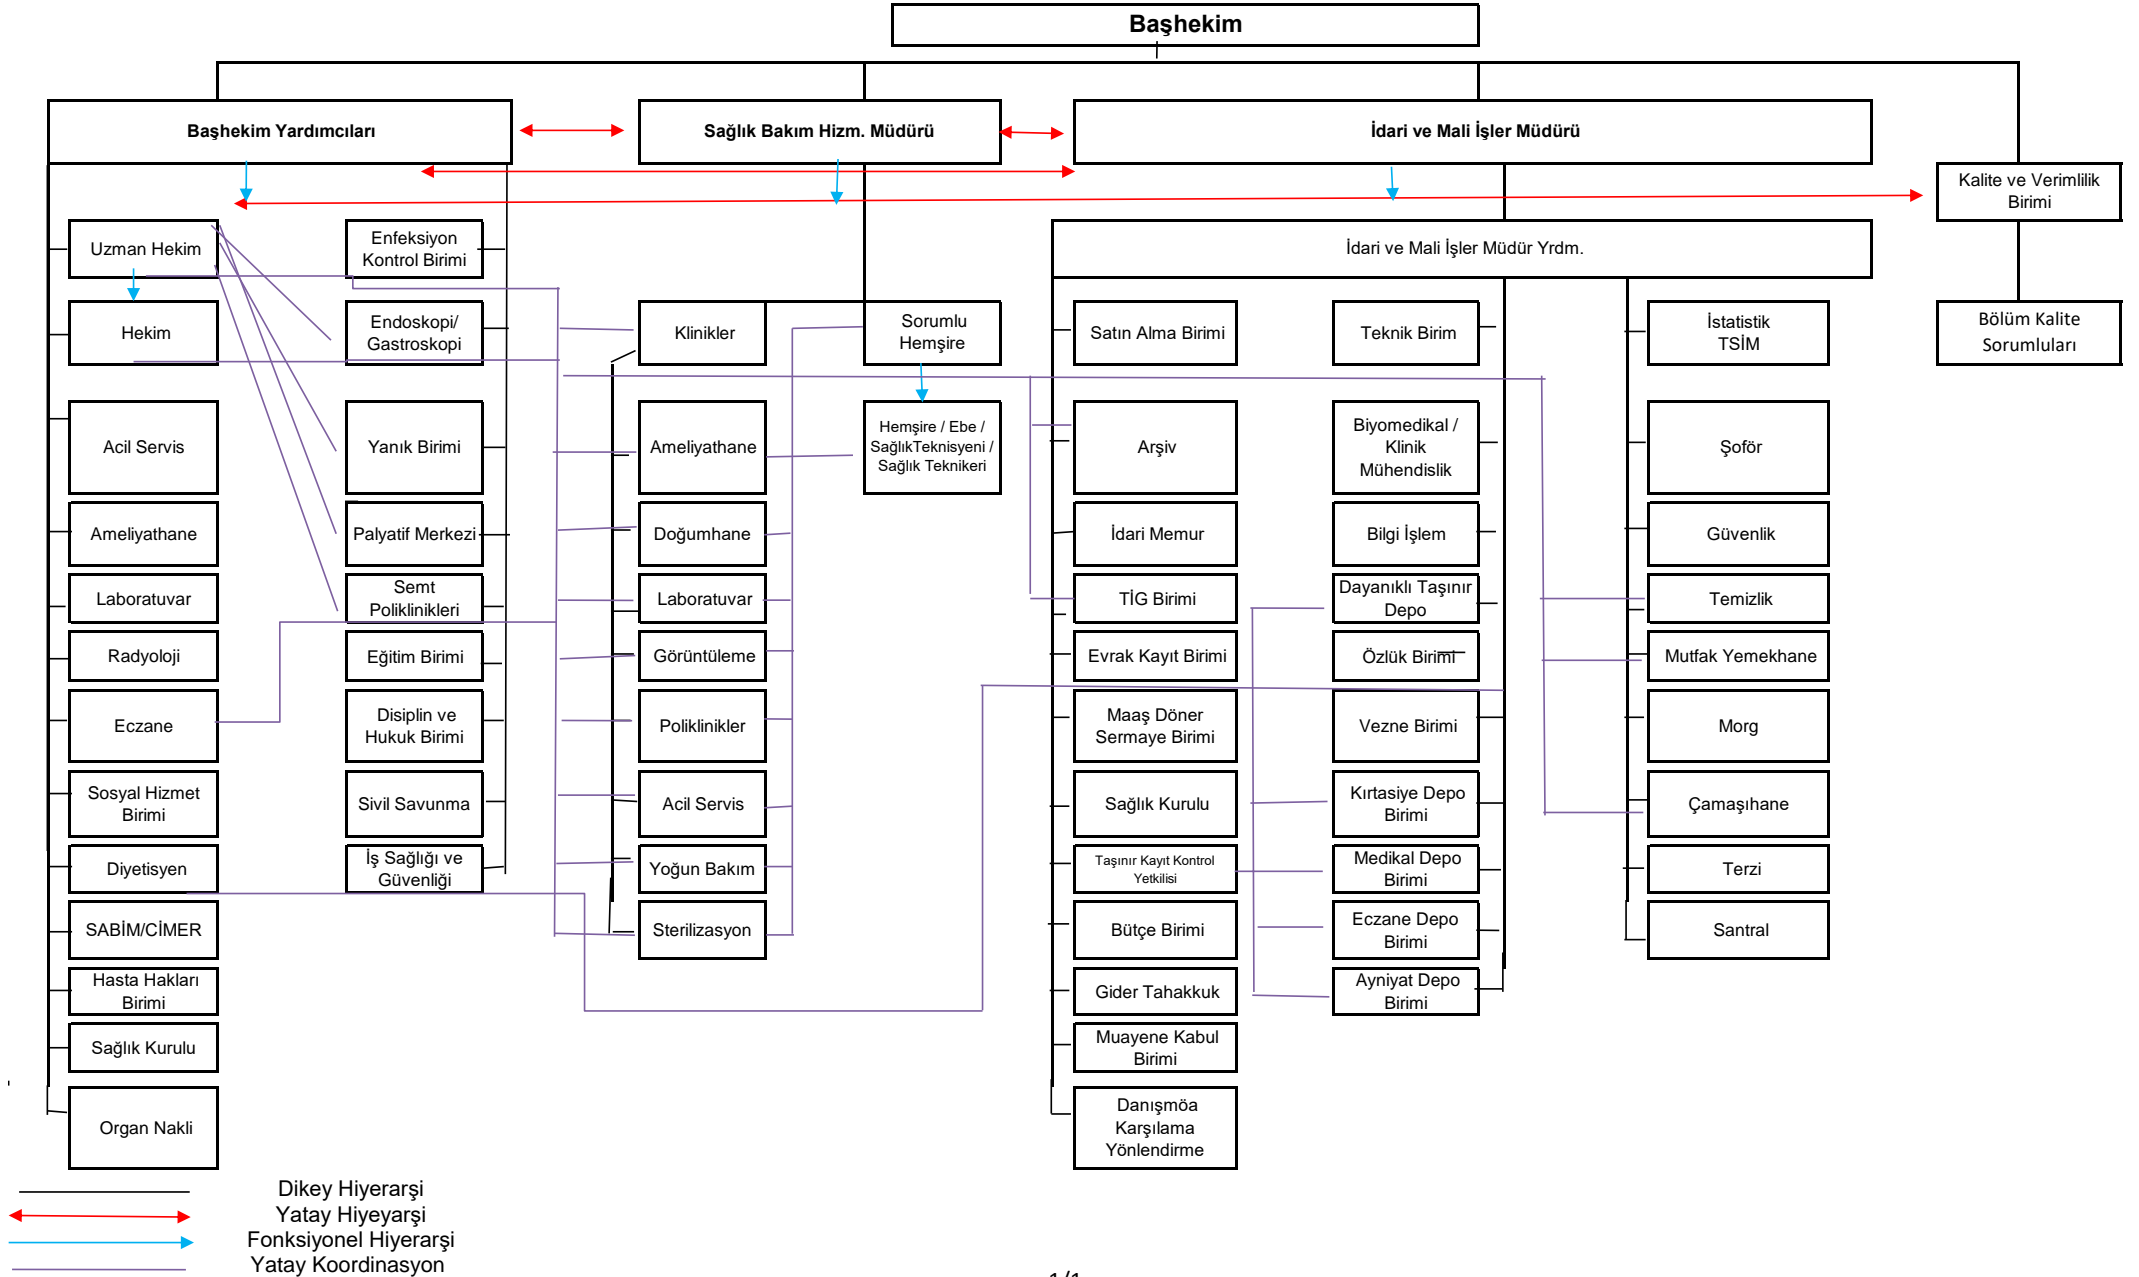 Başhekim
Başhekim Yardımcıları
Sağlık Bakım Hizm. Müdürü
İdari ve Mali İşler Müdürü
Kalite ve Verimlilik
Birimi
Uzman Hekim
Enfeksiyon
Kontrol Birimi
İdari ve Mali İşler Müdür Yrdm.
Hekim
Endoskopi/
Gastroskopi
Klinikler
Sorumlu
Hemşire
Satın Alma Birimi
Teknik Birim
İstatistik
TSİM
Bölüm Kalite
Sorumluları
Acil Servis
Yanık Birimi
Ameliyathane
Hemşire / Ebe /
SağlıkTeknisyeni /
Sağlık Teknikeri
Arşiv
Biyomedikal /
Klinik
Mühendislik
Şoför
Ameliyathane
Palyatif Merkezi
Doğumhane
İdari Memur
Bilgi İşlem
Güvenlik
Laboratuvar
Semt
Poliklinikleri
Laboratuvar
TİG Birimi
Dayanıklı Taşınır
Depo
Temizlik
Radyoloji
Eğitim Birimi
Görüntüleme
Evrak Kayıt Birimi
Özlük Birimi
Mutfak Yemekhane
Eczane
Disiplin ve
Hukuk Birimi
Poliklinikler
Maaş Döner
Sermaye Birimi
Vezne Birimi
Morg
Sosyal Hizmet
Birimi
Sivil Savunma
Acil Servis
Sağlık Kurulu
Kırtasiye Depo
Birimi
Çamaşıhane
Diyetisyen
İş Sağlığı ve
Güvenliği
Yoğun Bakım
Taşınır Kayıt Kontrol
Yetkilisi
Medikal Depo
Birimi
Terzi
SABİM/CİMER
Sterilizasyon
Bütçe Birimi
Eczane Depo
Birimi
Santral
Hasta Hakları
Birimi
Gider Tahakkuk
Ayniyat Depo
Birimi
Sağlık Kurulu
Muayene Kabul
Birimi
Organ Nakli
Danışmöa
Karşılama
Yönlendirme
Dikey Hiyerarşi
Yatay Hiyeyarşi
Fonksiyonel Hiyerarşi
Yatay Koordinasyon
1/1